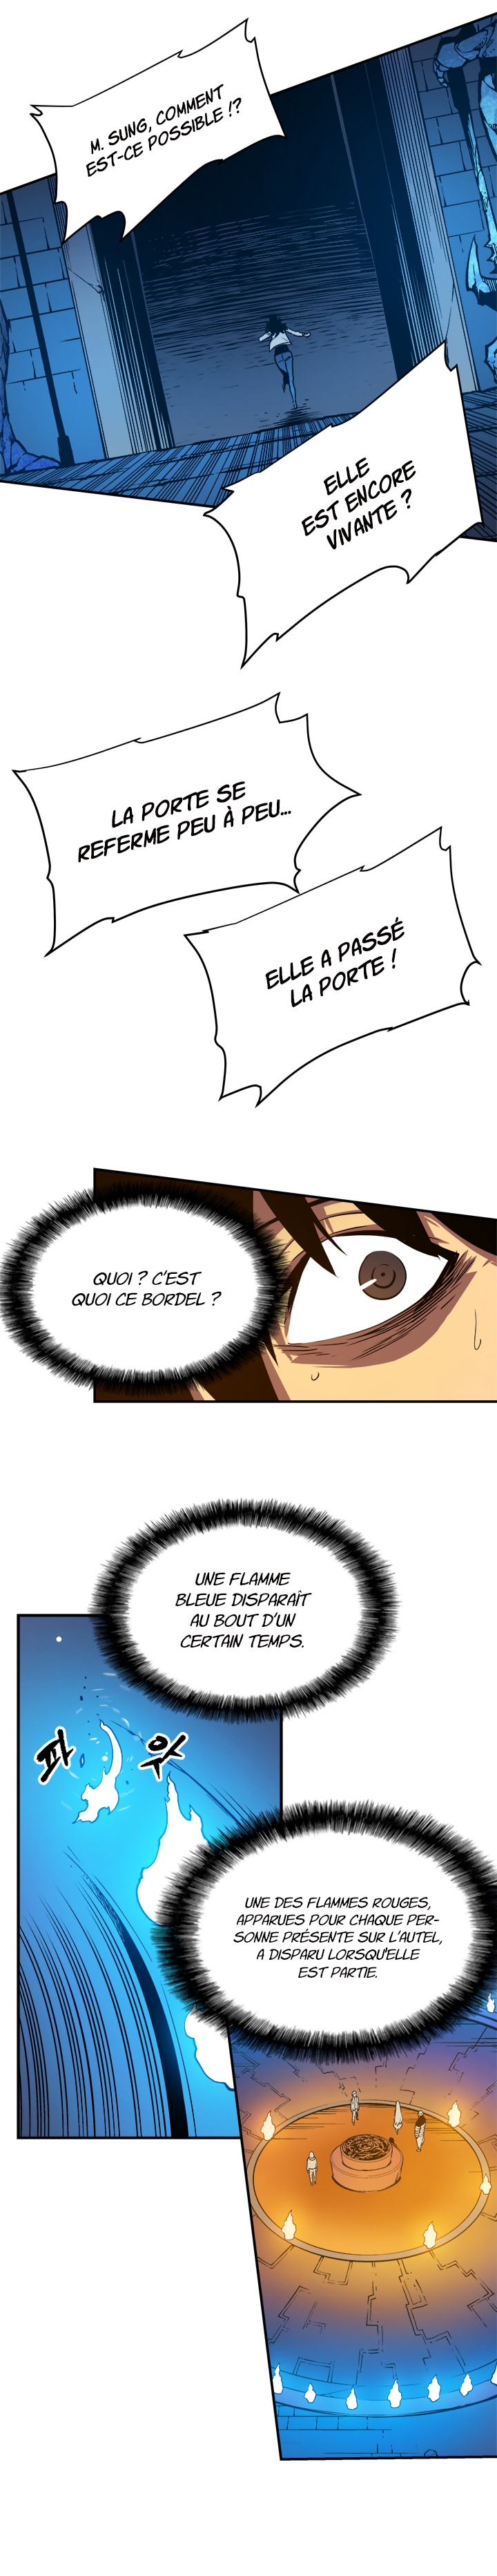 M. SUNG, COMMENT
EST-CE POSSIBLE !?
ELLE
EST ENCORE
VIVANTE ?
LA PORTE SE
REFERME PEU À PEU...
ELLE A PASSÉ
LA PORTE !
QUOI ? C'EST
QUOI CE BORDEL ?
UNE FLAMME
BLEUE DISPARAÎT
AU BOUT D'UN
CERTAIN TEMPS.
파 앗
UNE DES FLAMMES ROUGES,
APPARUES POUR CHAQUE PER-
SONNE PRÉSENTE SUR L'AUTEL,
A DISPARU LORSQU'ELLE
EST PARTIE.